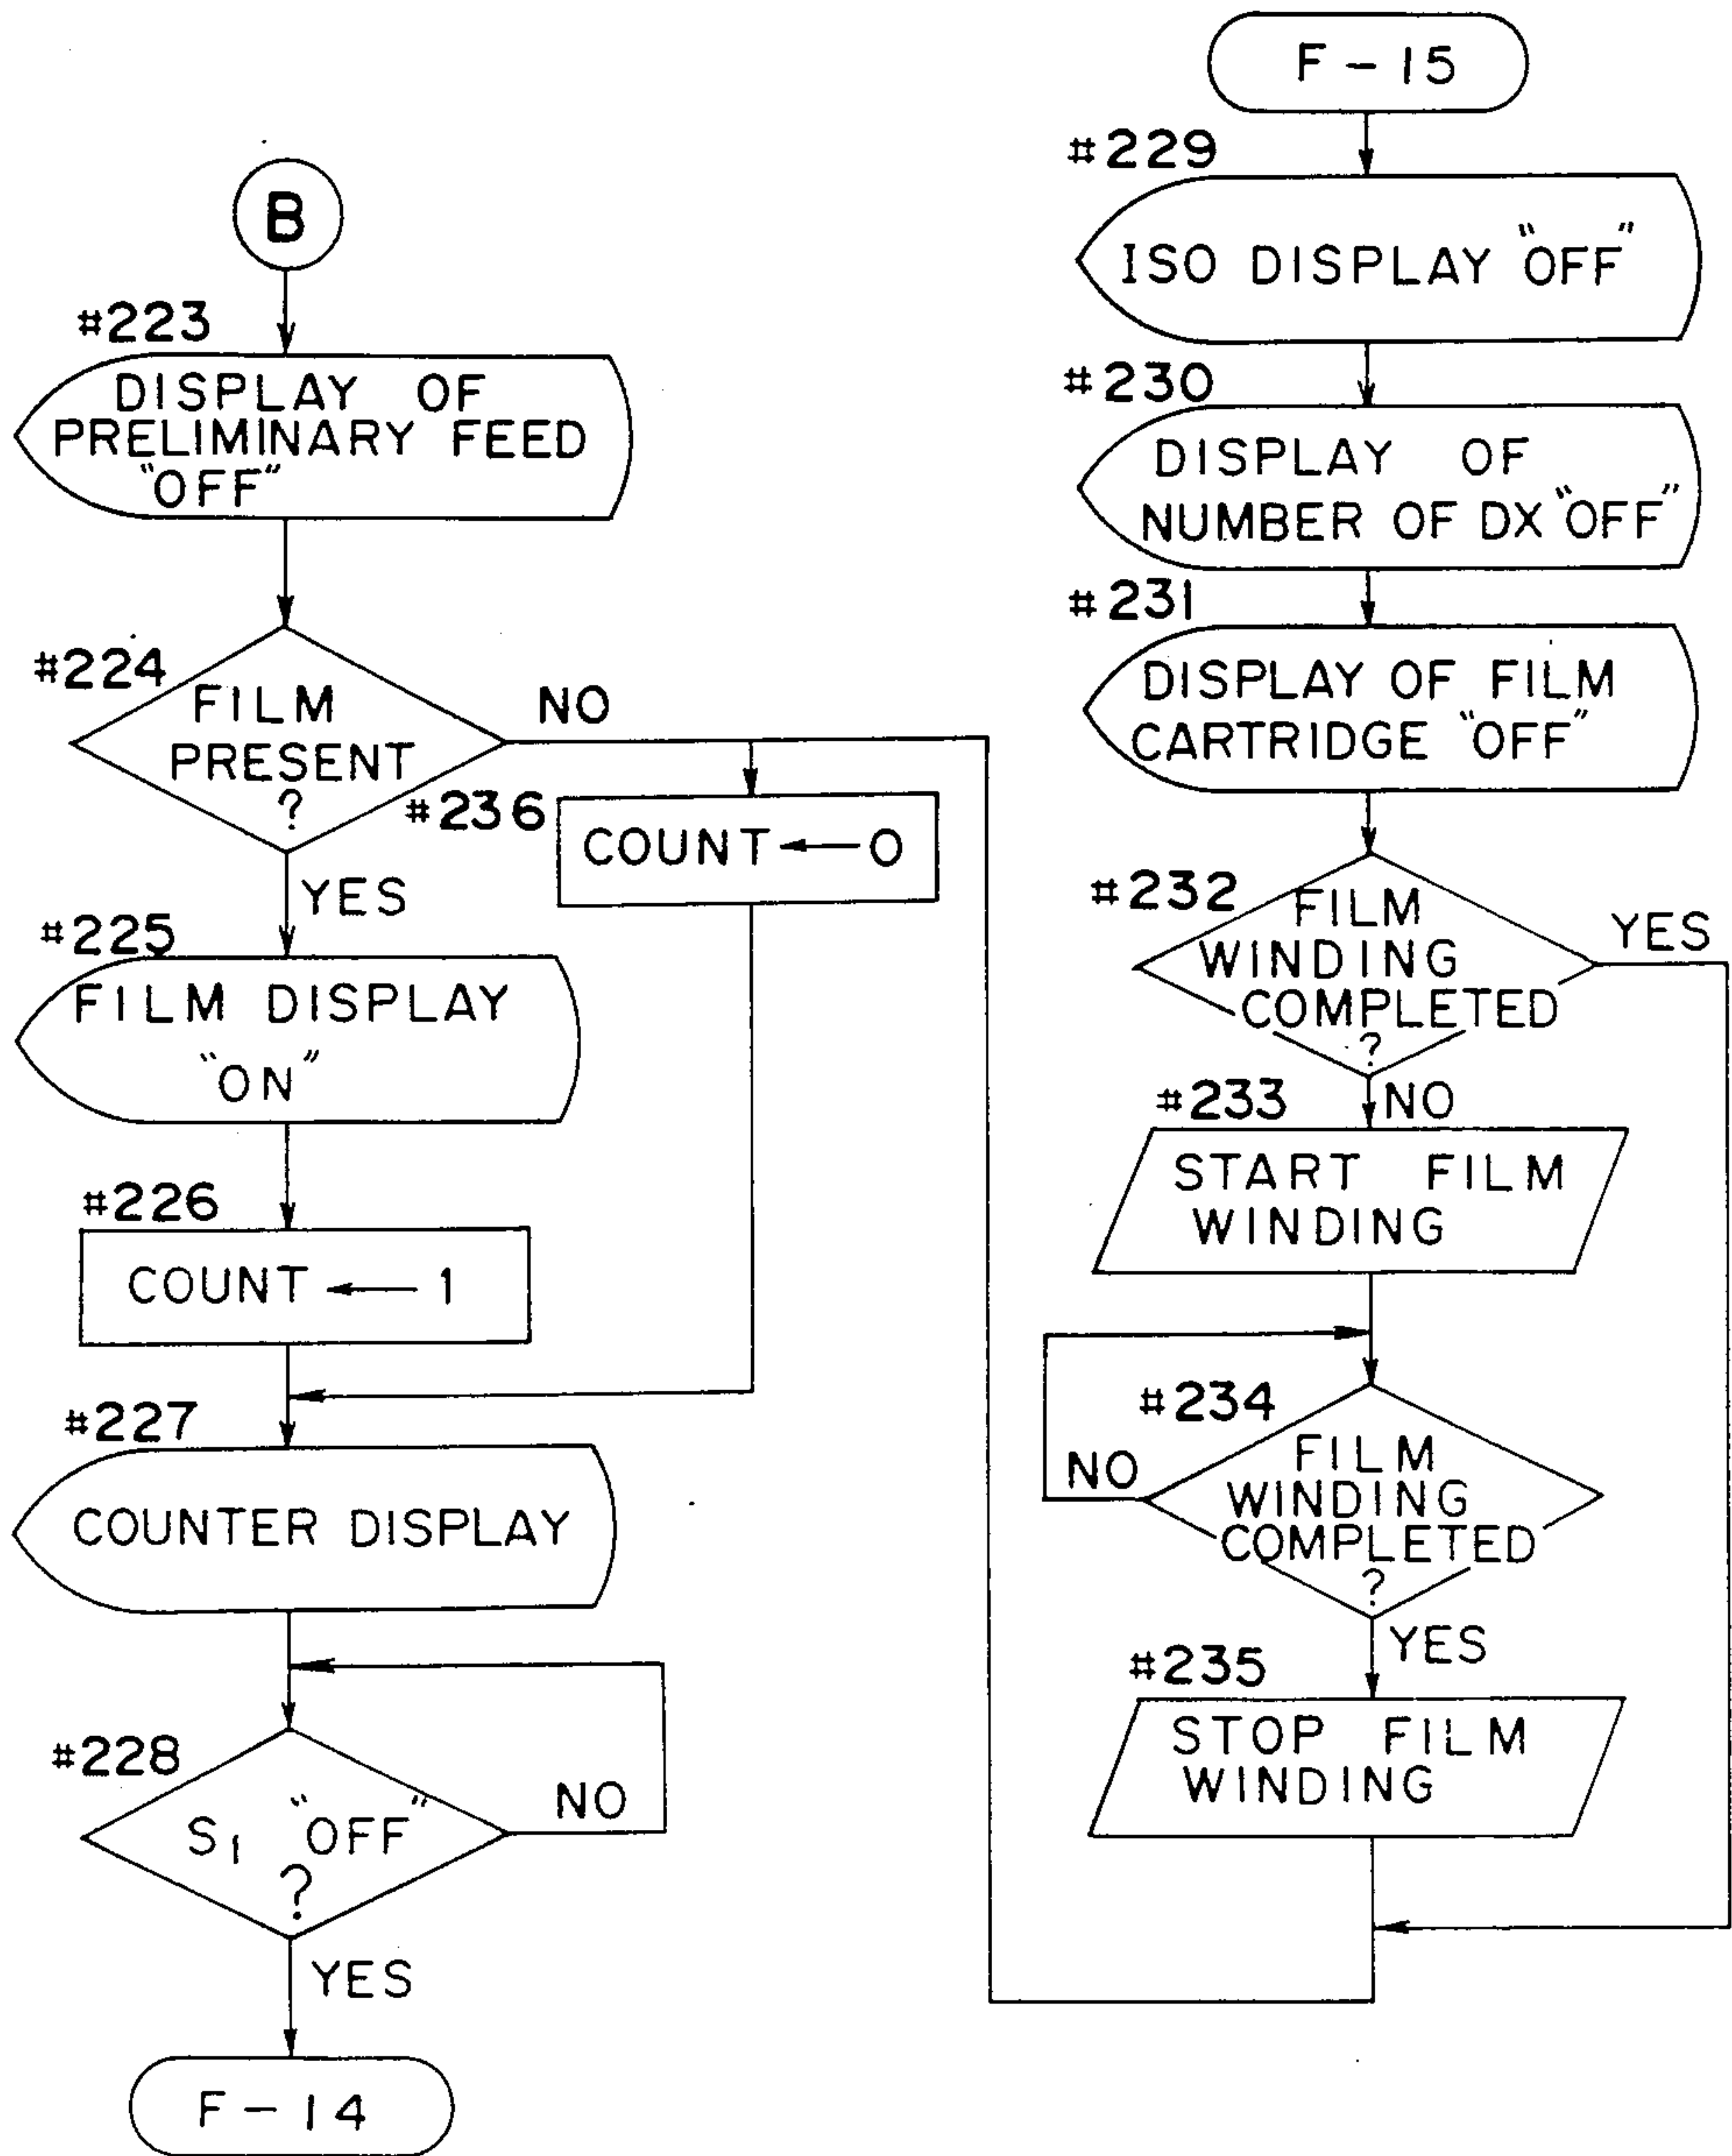 B
#223
DISPLAY OF
PRELIMINARY FEED
"OFF"
#224
FILM
PRESENT
?
NO
YES
#236
COUNT ← 0
#225
FILM DISPLAY
"ON"
#226
COUNT ← 1
#227
COUNTER DISPLAY
#228
S1 "OFF"
?
NO
YES
F - 14
F - 15
#229
ISO DISPLAY "OFF"
#230
DISPLAY OF
NUMBER OF DX "OFF"
#231
DISPLAY OF FILM
CARTRIDGE "OFF"
#232
FILM
WINDING
COMPLETED
?
YES
NO
#233
START FILM
WINDING
#234
FILM
WINDING
COMPLETED
?
NO
YES
#235
STOP FILM
WINDING